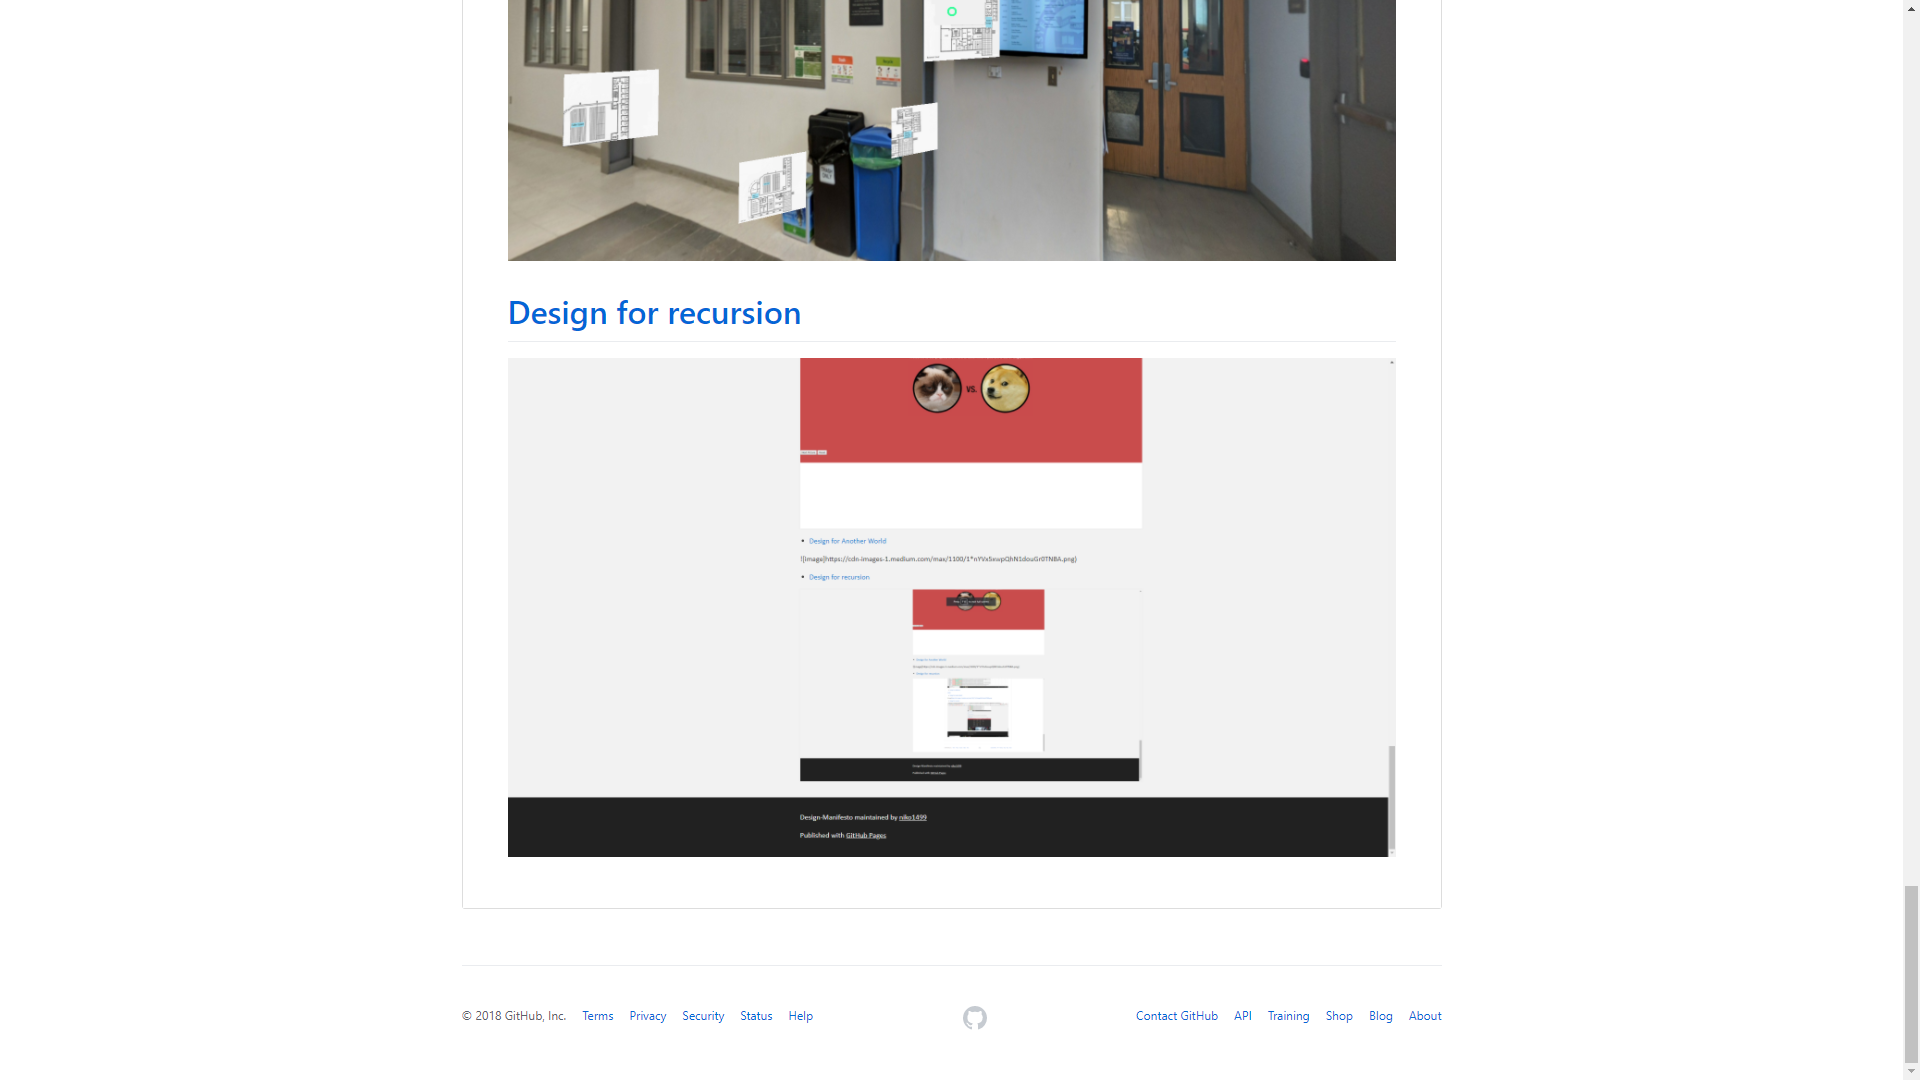 Design for recursion
VS.
Design for Another World
![image]https://cdn-images-1.medium.com/max/1100/1*nYVx5ewpQhN1douGr0TN8A.png)
Design for recursion
Design-Manifesto maintained by niko1499
Published with GitHub Pages
© 2018 GitHub, Inc. Terms Privacy Security Status Help Contact GitHub API Training Shop Blog About